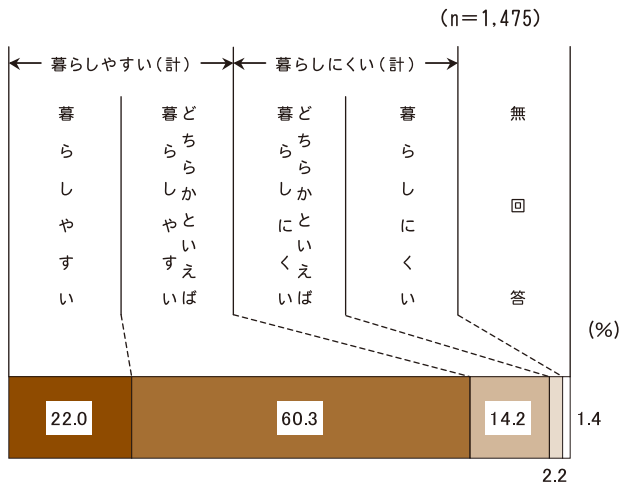 (n=1,475)
暮らしやすい(計)
暮らしにくい(計)
暮らしやすい
どちらかといえば
暮らしやすい
どちらかといえば
暮らしにくい
暮らしにくい
無回答
(%)
22.0
60.3
14.2
1.4
2.2